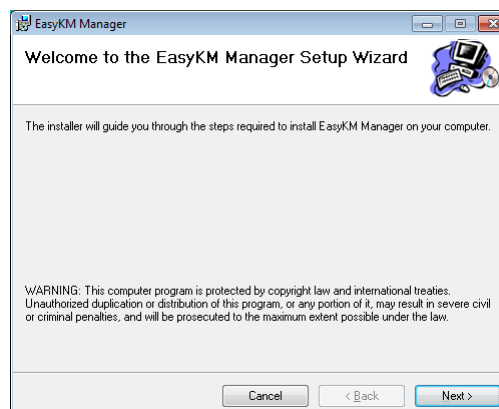 EasyKM Manager
Welcome to the EasyKM Manager Setup Wizard
The installer will guide you through the steps required to install EasyKM Manager on your computer.
WARNING: This computer program is protected by copyright law and international treaties.
Unauthorized duplication or distribution of this program, or any portion of it, may result in severe civil
or criminal penalties, and will be prosecuted to the maximum extent possible under the law.
Cancel < Back Next >